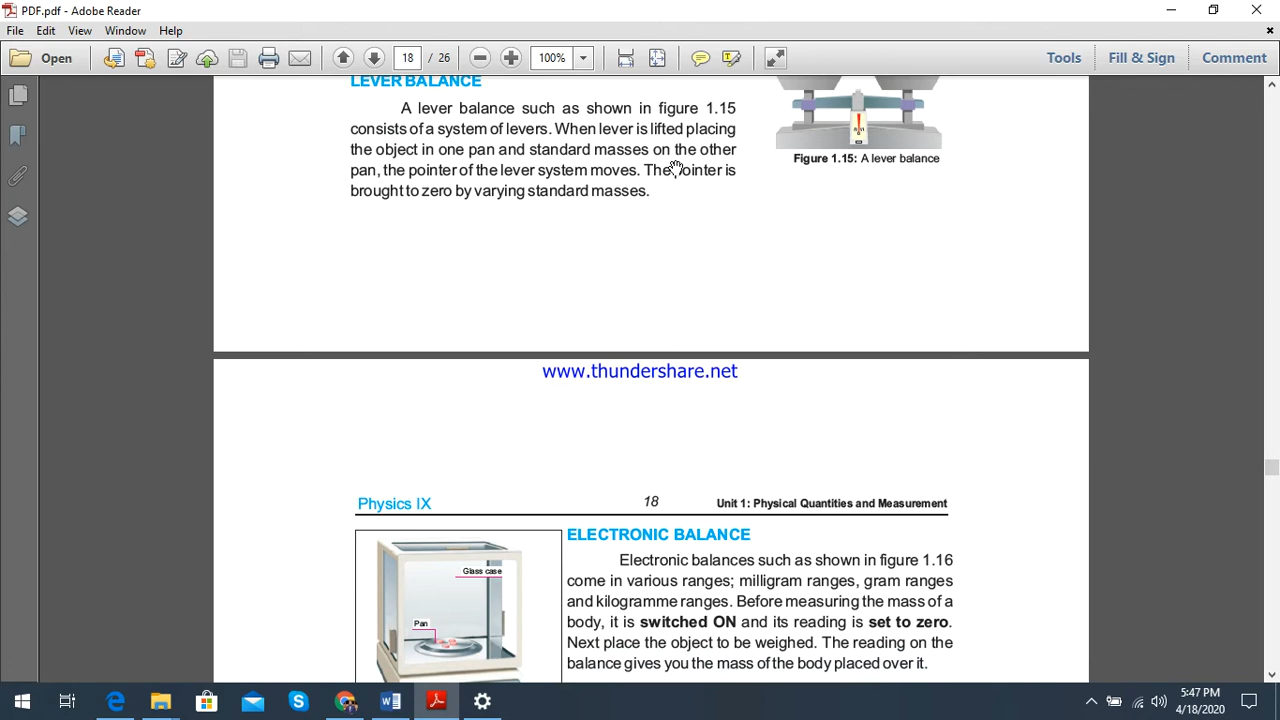 PDF.pdf - Adobe Reader
File Edit View Window Help
Open 18 / 26 100% Tools Fill & Sign Comment
LEVER BALANCE
A lever balance such as shown in figure 1.15
consists of a system of levers. When lever is lifted placing
the object in one pan and standard masses on the other
pan, the pointer of the lever system moves. The pointer is
brought to zero by varying standard masses.
Figure 1.15: A lever balance
www.thundershare.net
Physics IX 18 Unit 1: Physical Quantities and Measurement
Glass case
Pan
ELECTRONIC BALANCE
Electronic balances such as shown in figure 1.16
come in various ranges; milligram ranges, gram ranges
and kilogramme ranges. Before measuring the mass of a
body, it is switched ON and its reading is set to zero.
Next place the object to be weighed. The reading on the
balance gives you the mass of the body placed over it.
5:47 PM
4/18/2020